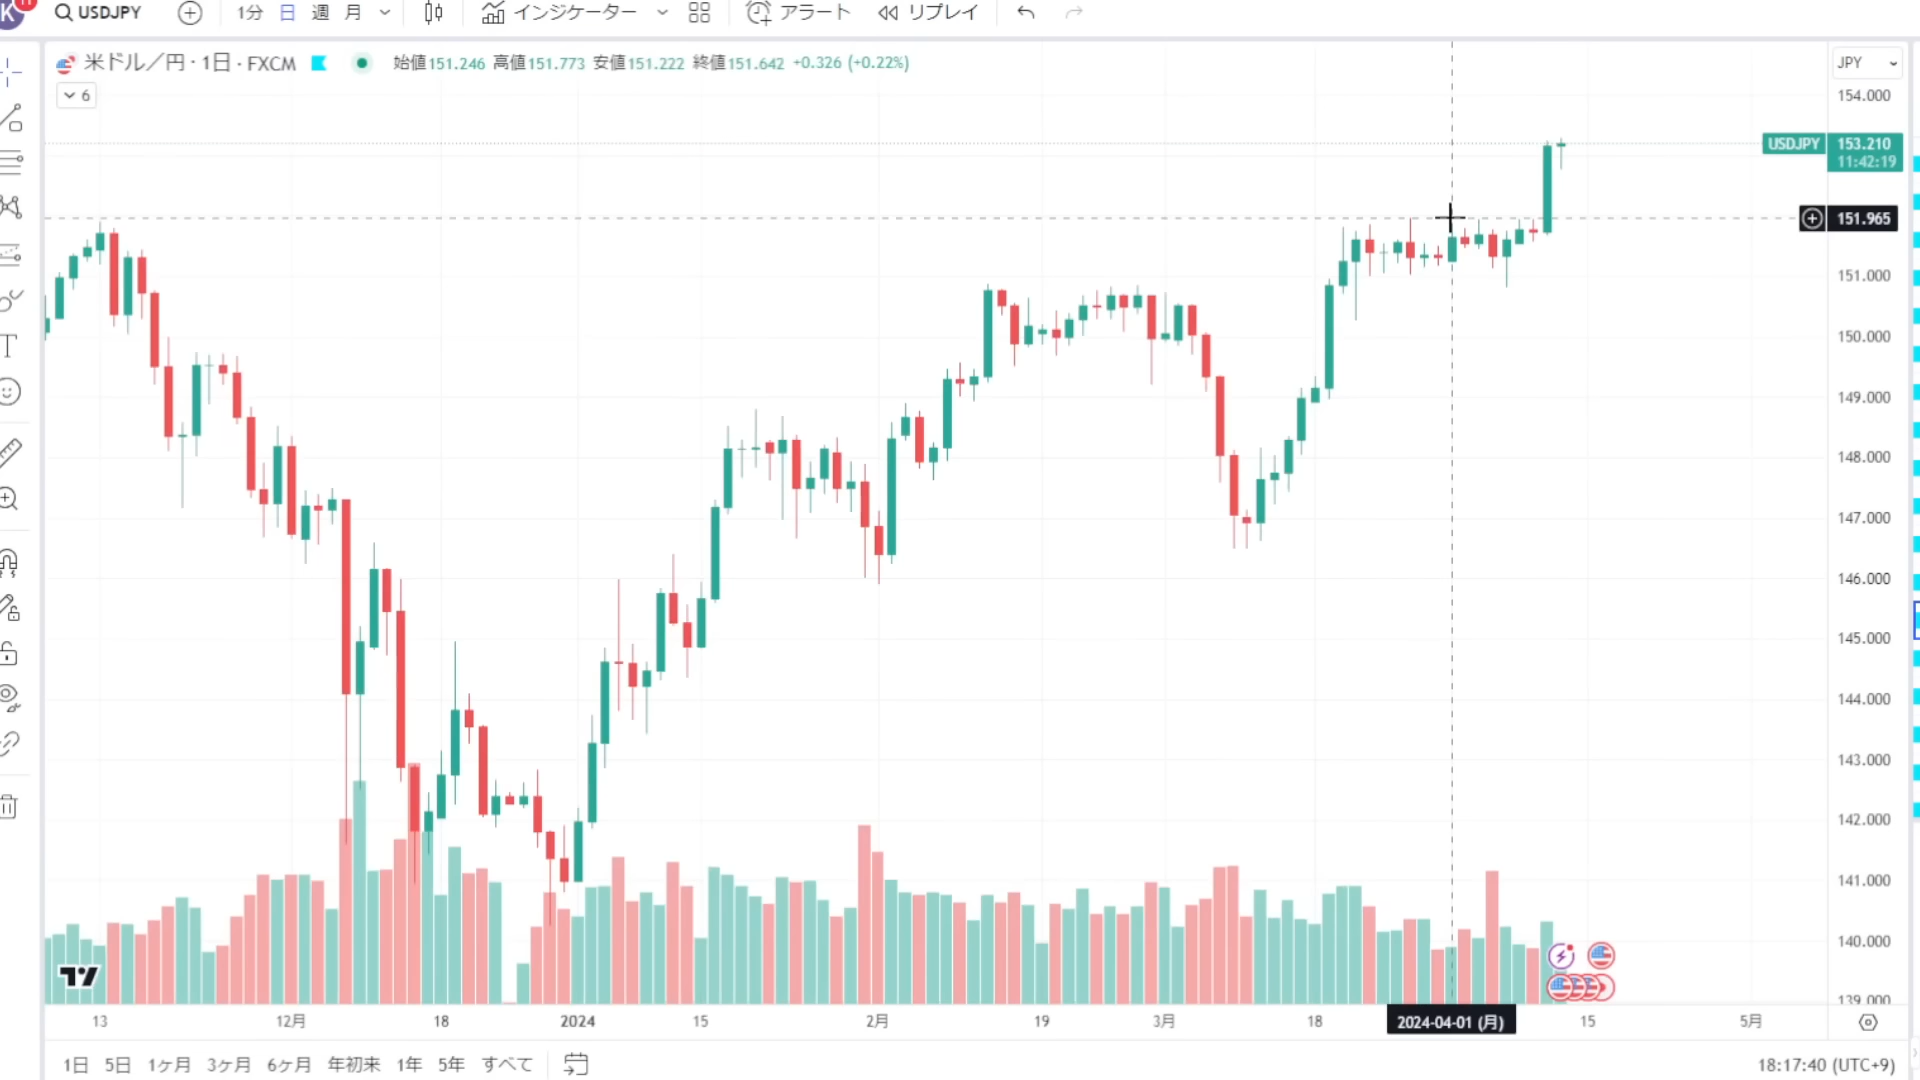 USDJPY 1分 日 週 月 インジケーター アラート リプレイ
米ドル／円 · 1日 · FXCM 始値151.246 高値151.773 安値151.222 終値151.642 +0.326 (+0.22%)
6
JPY
154.000
USDJPY 153.210
11:42:19
151.965
151.000
150.000
149.000
148.000
147.000
146.000
145.000
144.000
143.000
142.000
141.000
140.000
139.000
13 12月 18 2024 15 2月 19 3月 18 2024-04-01 (月) 15 5月
1日 5日 1ヶ月 3ヶ月 6ヶ月 年初来 1年 5年 すべて 18:17:40 (UTC+9)